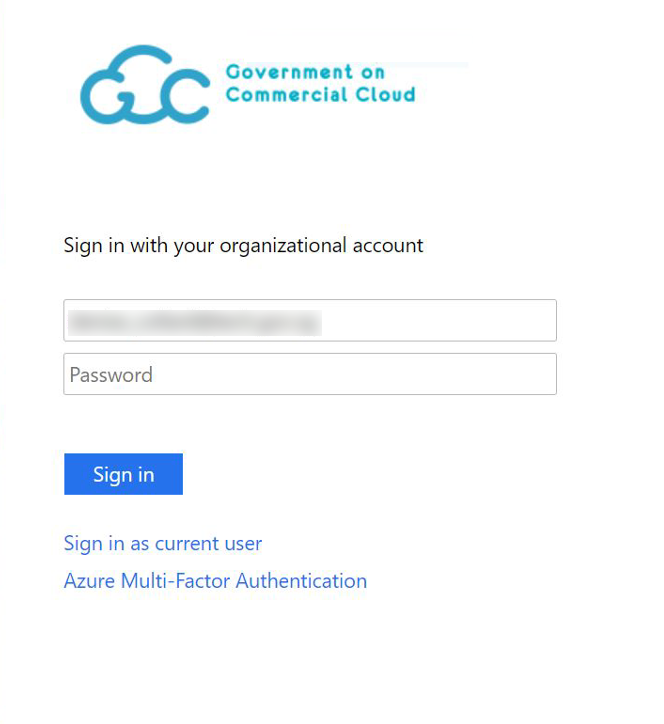 GCC
Government on
Commercial Cloud
Sign in with your organizational account
Password
Sign in
Sign in as current user
Azure Multi-Factor Authentication